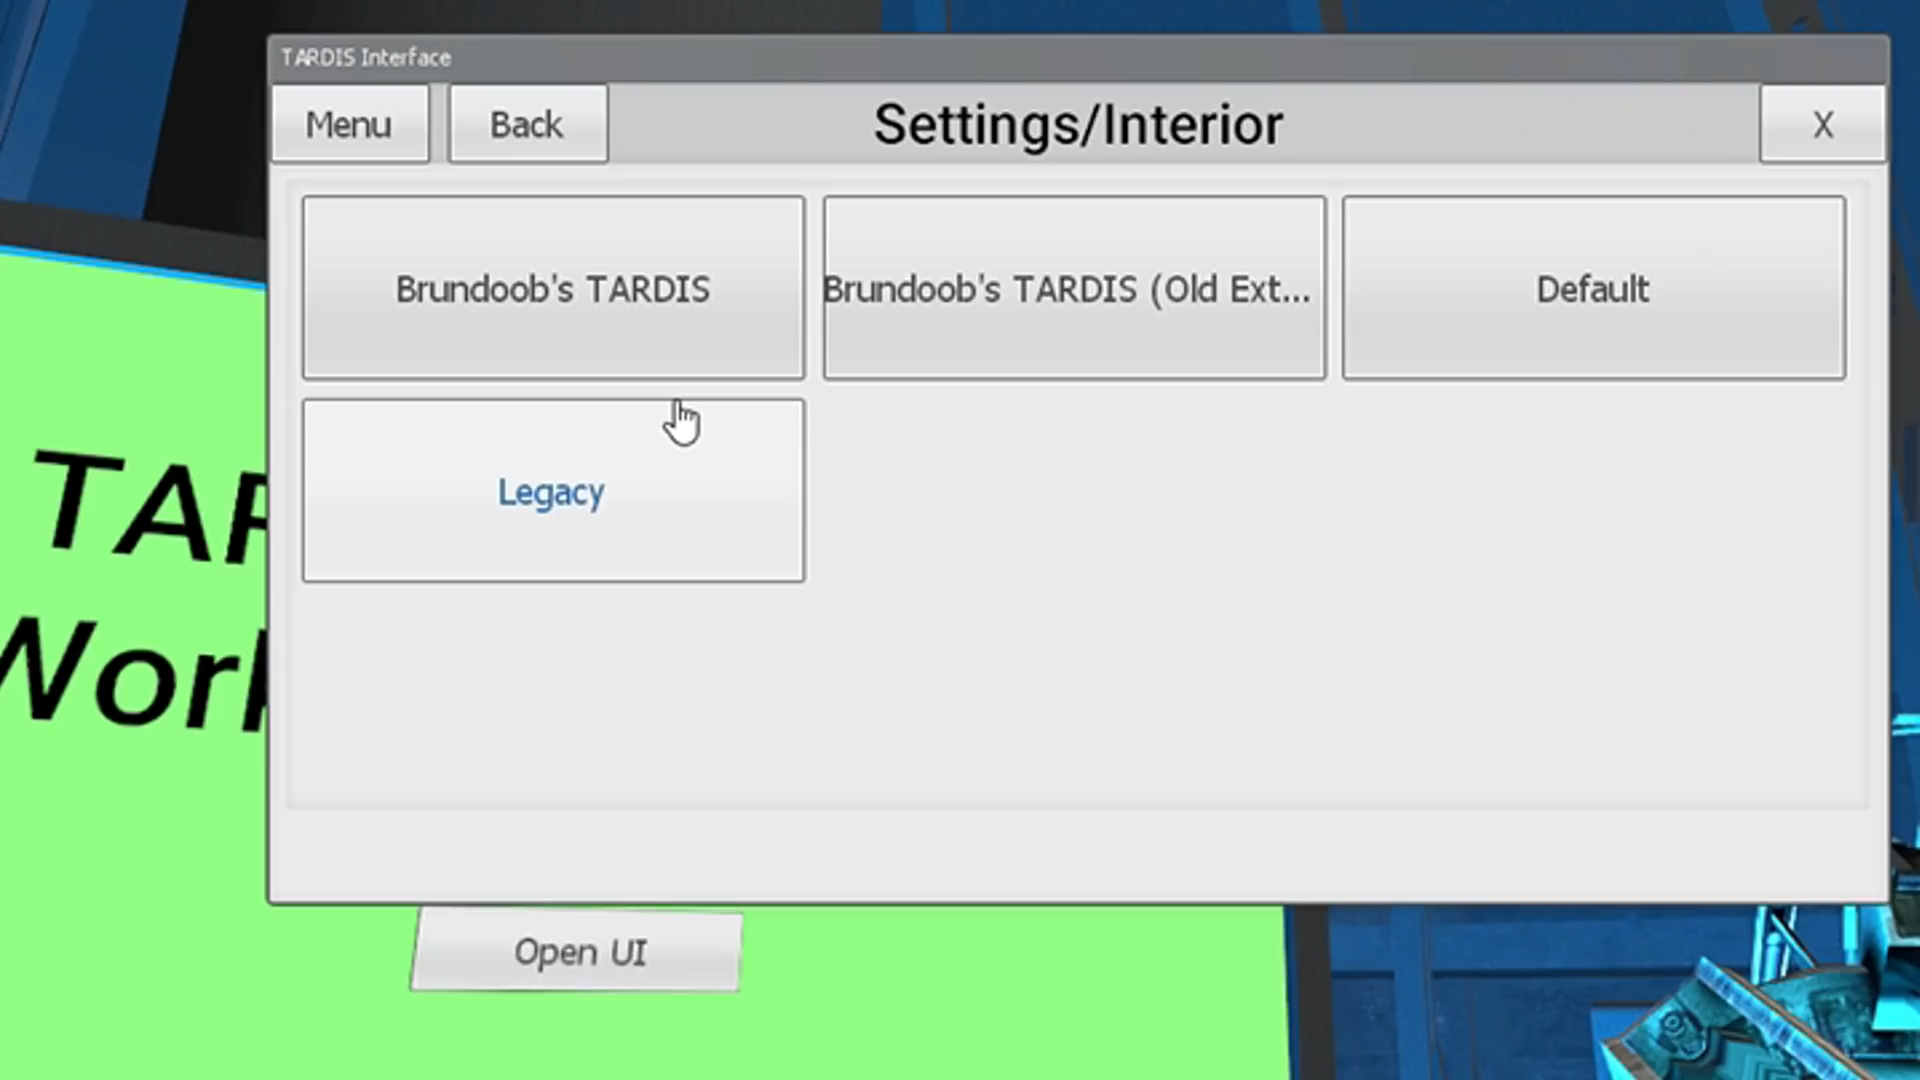 TARDIS Interface
Menu
Back
Settings/Interior
X
Brundoob's TARDIS
Brundoob's TARDIS (Old Ext...
Default
Legacy
Open UI